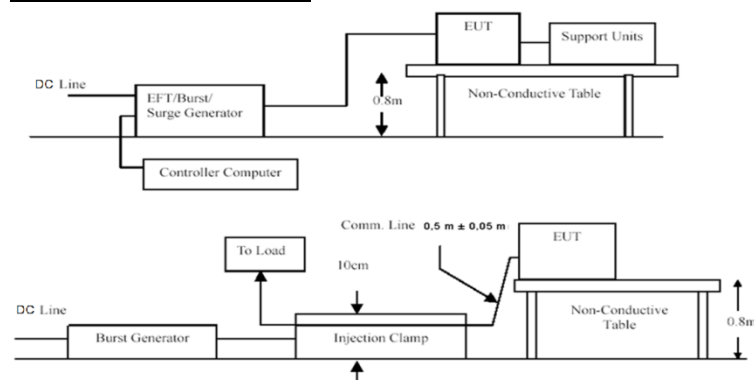 EUT
Support Units
DC Line
EFT/Burst/
Surge Generator
0.8m
Non-Conductive Table
Controller Computer
Comm. Line 0,5 m ± 0,05 m
EUT
To Load
10cm
DC Line
Burst Generator
Injection Clamp
Non-Conductive
Table
0.8m